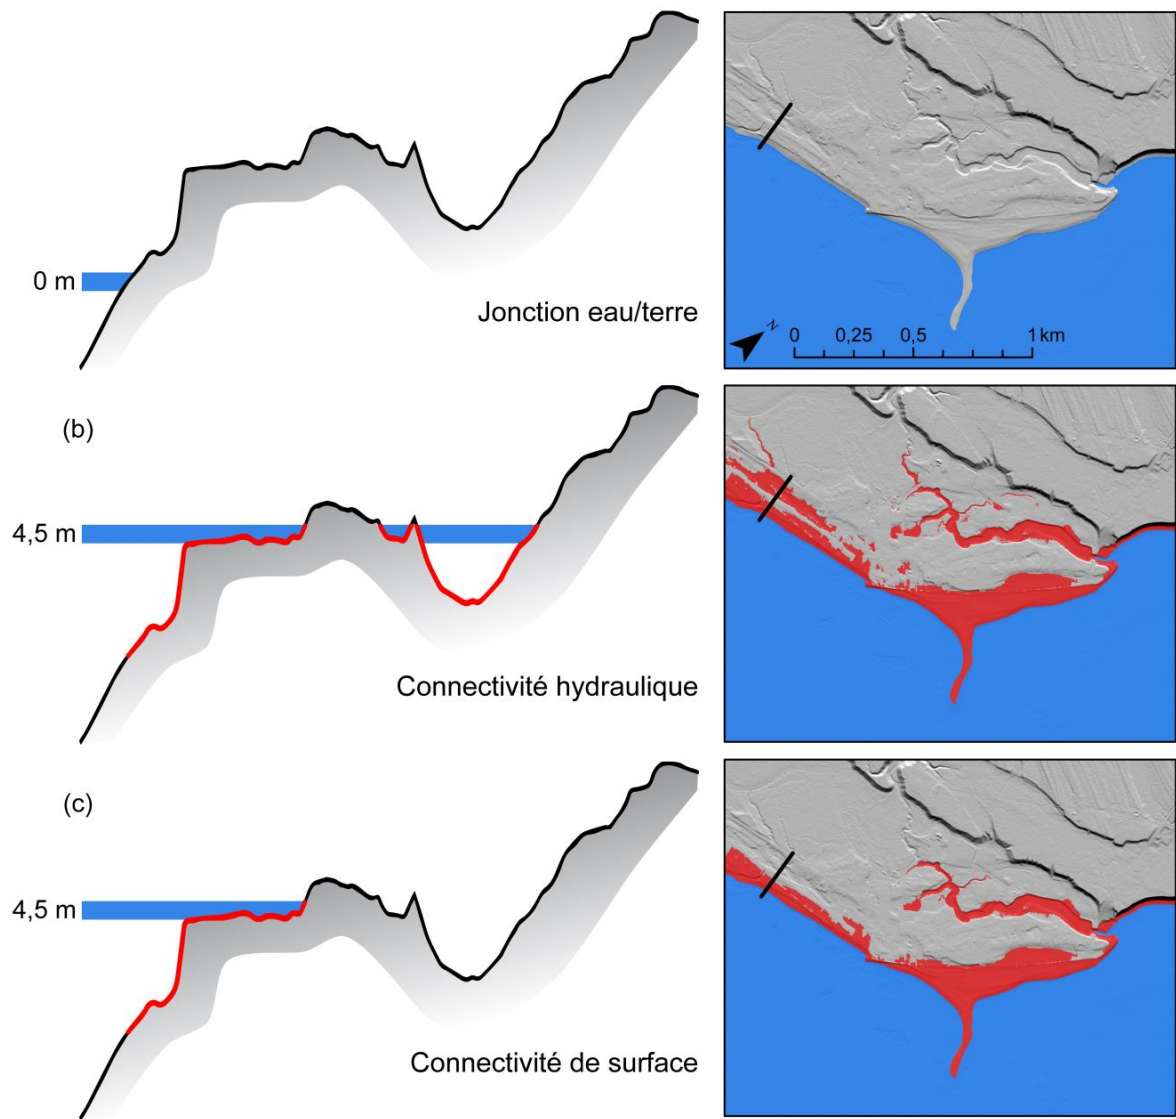 0 m
Jonction eau/terre
N
0 0,25 0,5 1 km
(b)
4,5 m
Connectivité hydraulique
(c)
4,5 m
Connectivité de surface